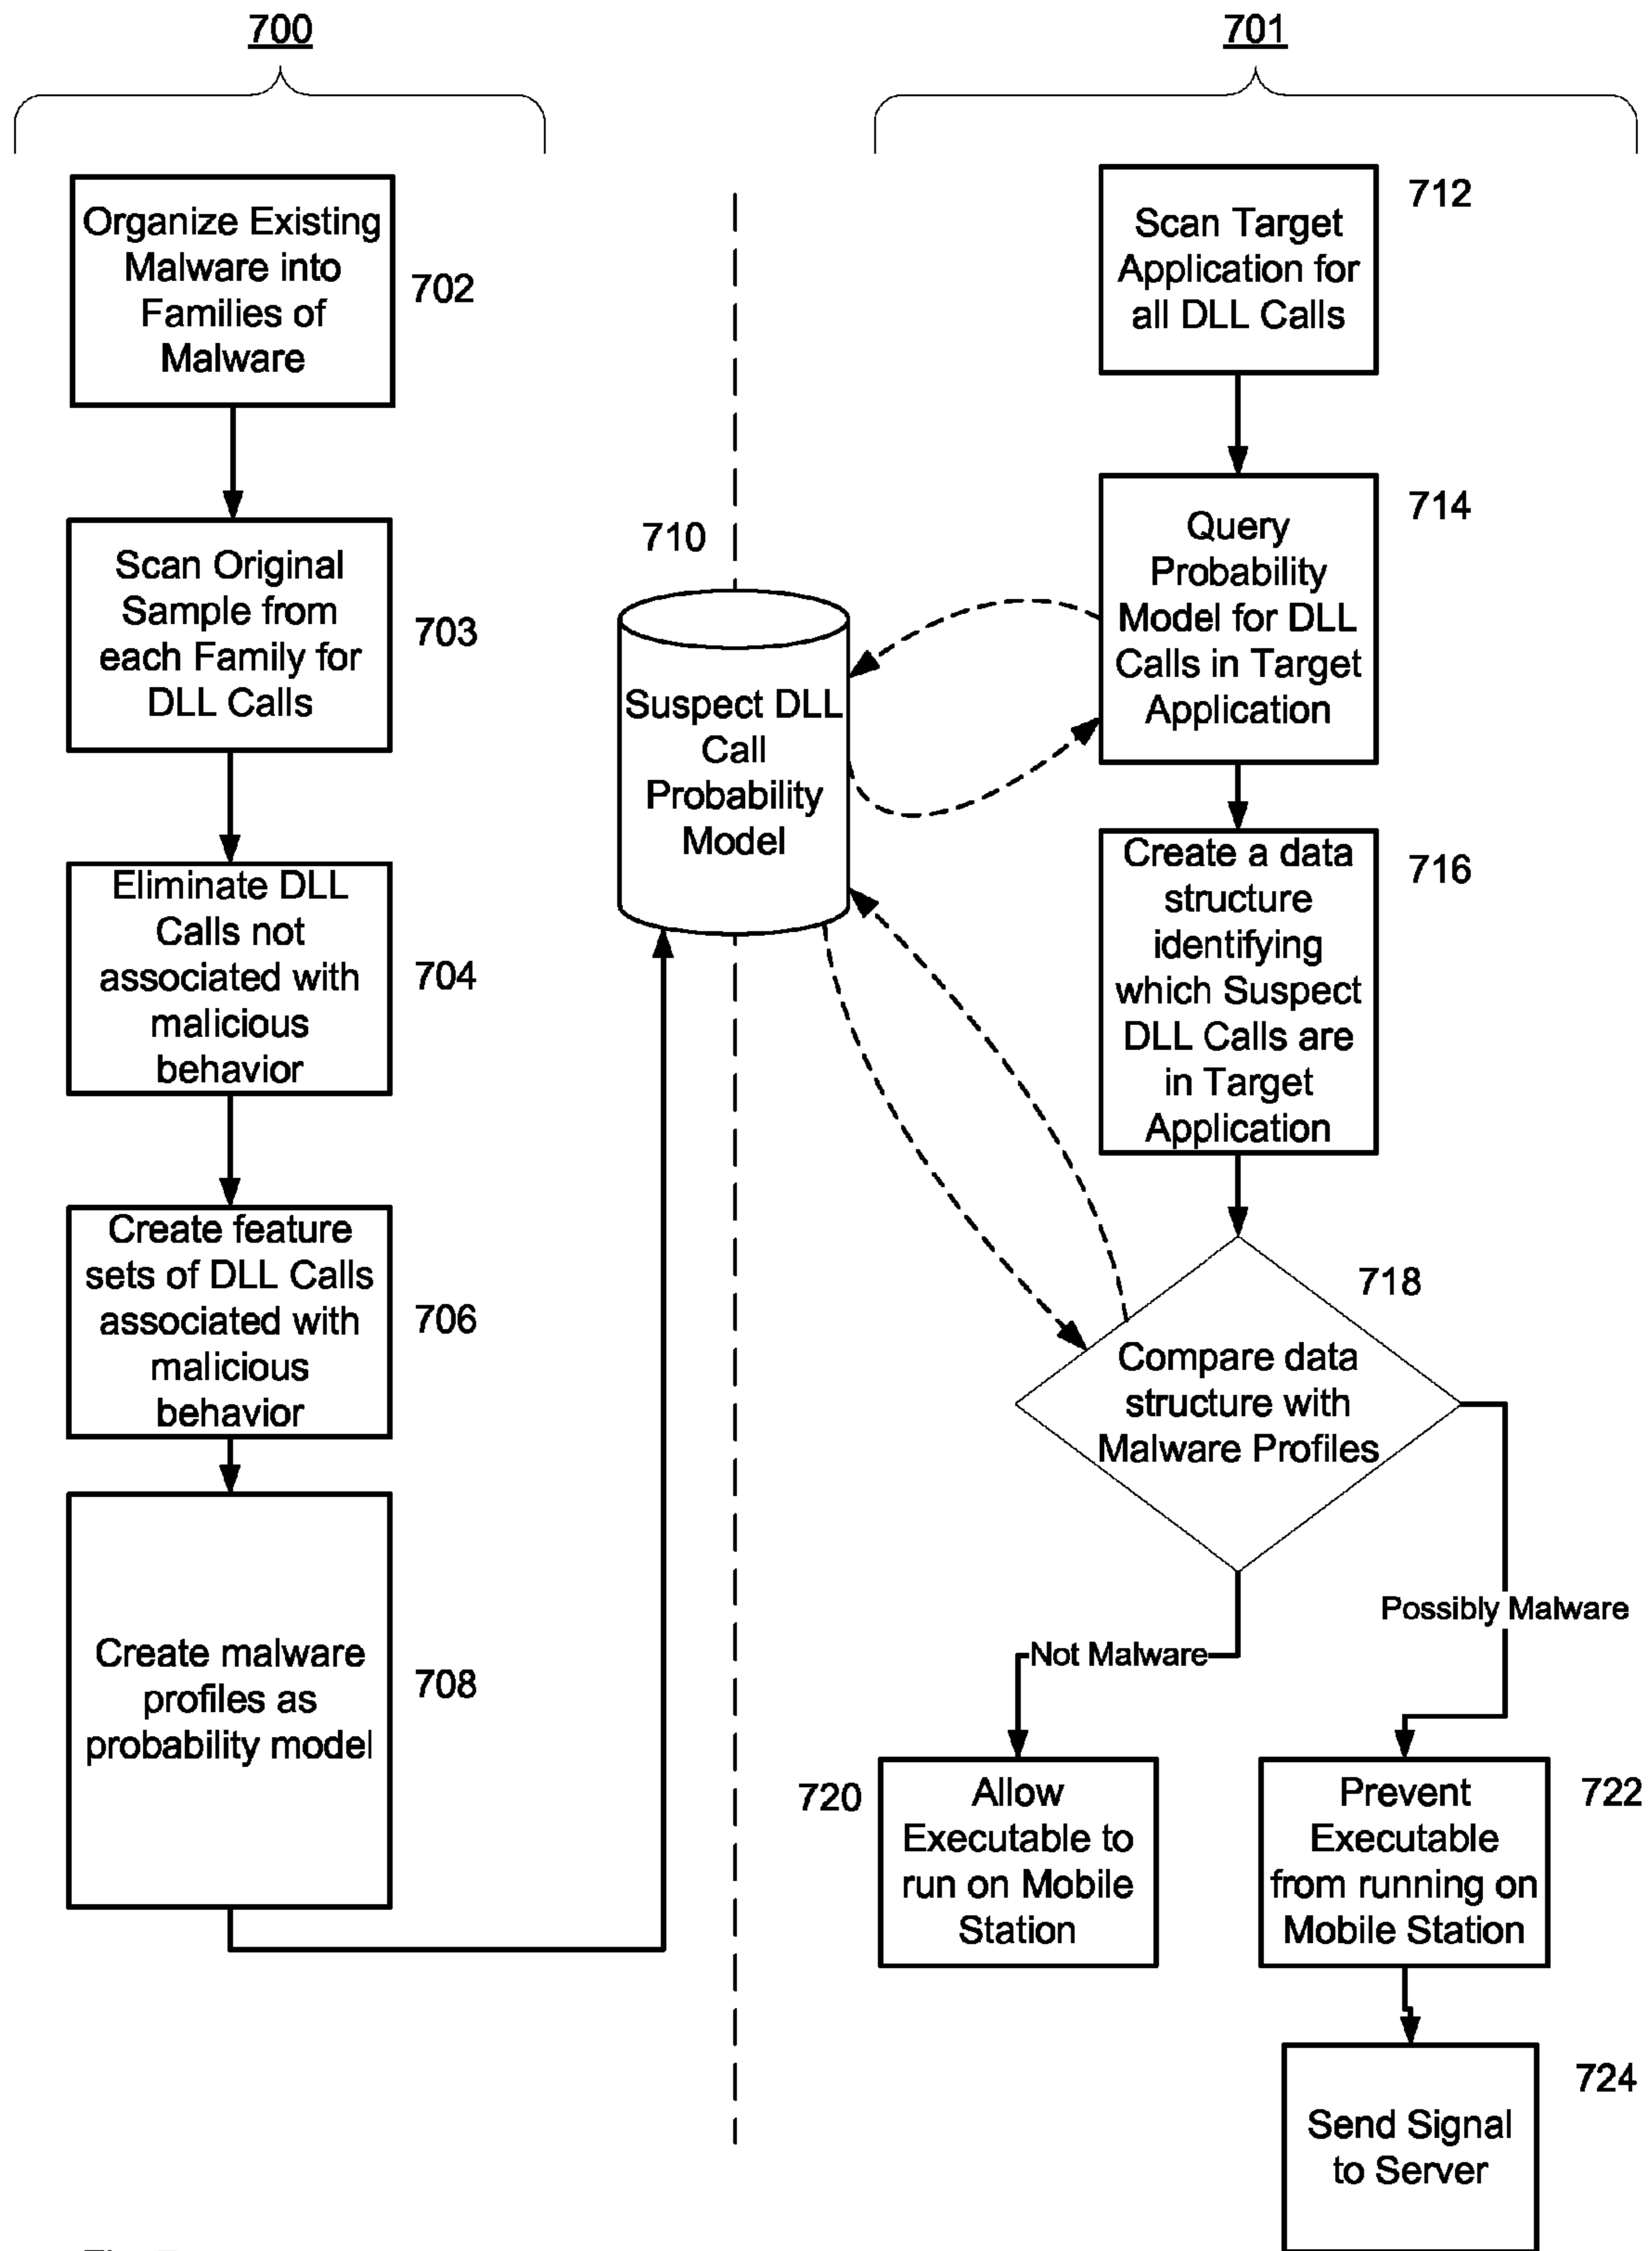 700
701
Organize Existing
Malware into
Families of
Malware
702
Scan Original
Sample from
each Family for
DLL Calls
703
Eliminate DLL
Calls not
associated with
malicious
behavior
704
Create feature
sets of DLL Calls
associated with
malicious
behavior
706
Create malware
profiles as
probability model
708
710
Suspect DLL
Call
Probability
Model
712
Scan Target
Application for
all DLL Calls
714
Query
Probability
Model for DLL
Calls in Target
Application
716
Create a data
structure
identifying
which Suspect
DLL Calls are
in Target
Application
718
Compare data
structure with
Malware Profiles
Possibly Malware
Not Malware
720
Allow
Executable to
run on Mobile
Station
722
Prevent
Executable
from running on
Mobile Station
724
Send Signal
to Server